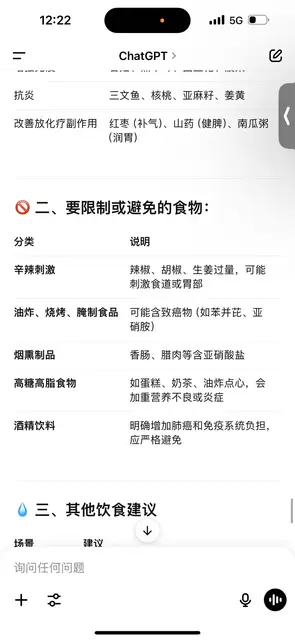 12:22
5G
ChatGPT >
抗炎 三文鱼、核桃、亚麻籽、姜黄
改善放化疗副作用 红枣 (补气)、山药 (健脾)、南瓜粥
(润胃)
🚫 二、要限制或避免的食物：
分类 说明
辛辣刺激 辣椒、胡椒、生姜过量，可能
刺激食道或胃部
油炸、烧烤、腌制食品 可能含致癌物 (如苯并芘、亚
硝胺)
烟熏制品 香肠、腊肉等含亚硝酸盐
高糖高脂食物 如蛋糕、奶茶、油炸点心，会
加重营养不良或炎症
酒精饮料 明确增加肺癌和免疫系统负担，
应严格避免
💧 三、其他饮食建议
场景 建议
询问任何问题